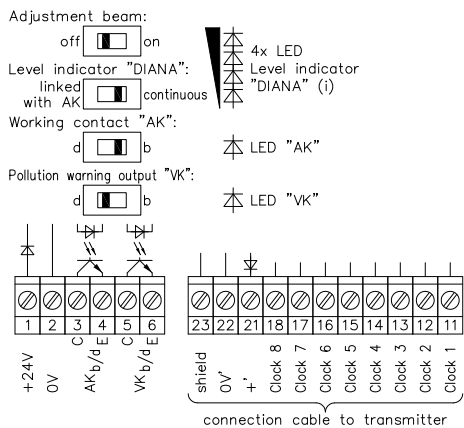 Adjustment beam:
off on
4x LED
Level indicator "DIANA":
Level indicator
linked
with AK continuous
"DIANA" (i)
Working contact "AK":
d b
LED "AK"
Pollution warning output "VK":
d b
LED "VK"
1 2 3 4 5 6 23 22 21 18 17 16 15 14 13 12 11
+24V
0V
C
AK b/d
E
C
VK b/d
E
shield
0V'
+'
Clock 8
Clock 7
Clock 6
Clock 5
Clock 4
Clock 3
Clock 2
Clock 1
connection cable to transmitter